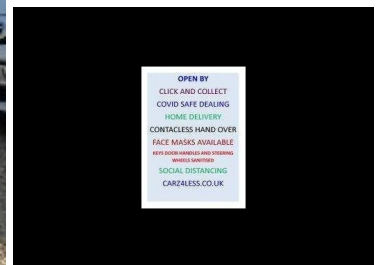 OPEN BY
CLICK AND COLLECT
COVID SAFE DEALING
HOME DELIVERY
CONTACLESS HAND OVER
FACE MASKS AVAILABLE
KEYS DOOR HANDLES AND STEERING
WHEELS SANITISED
SOCIAL DISTANCING
CARZ4LESS.CO.UK